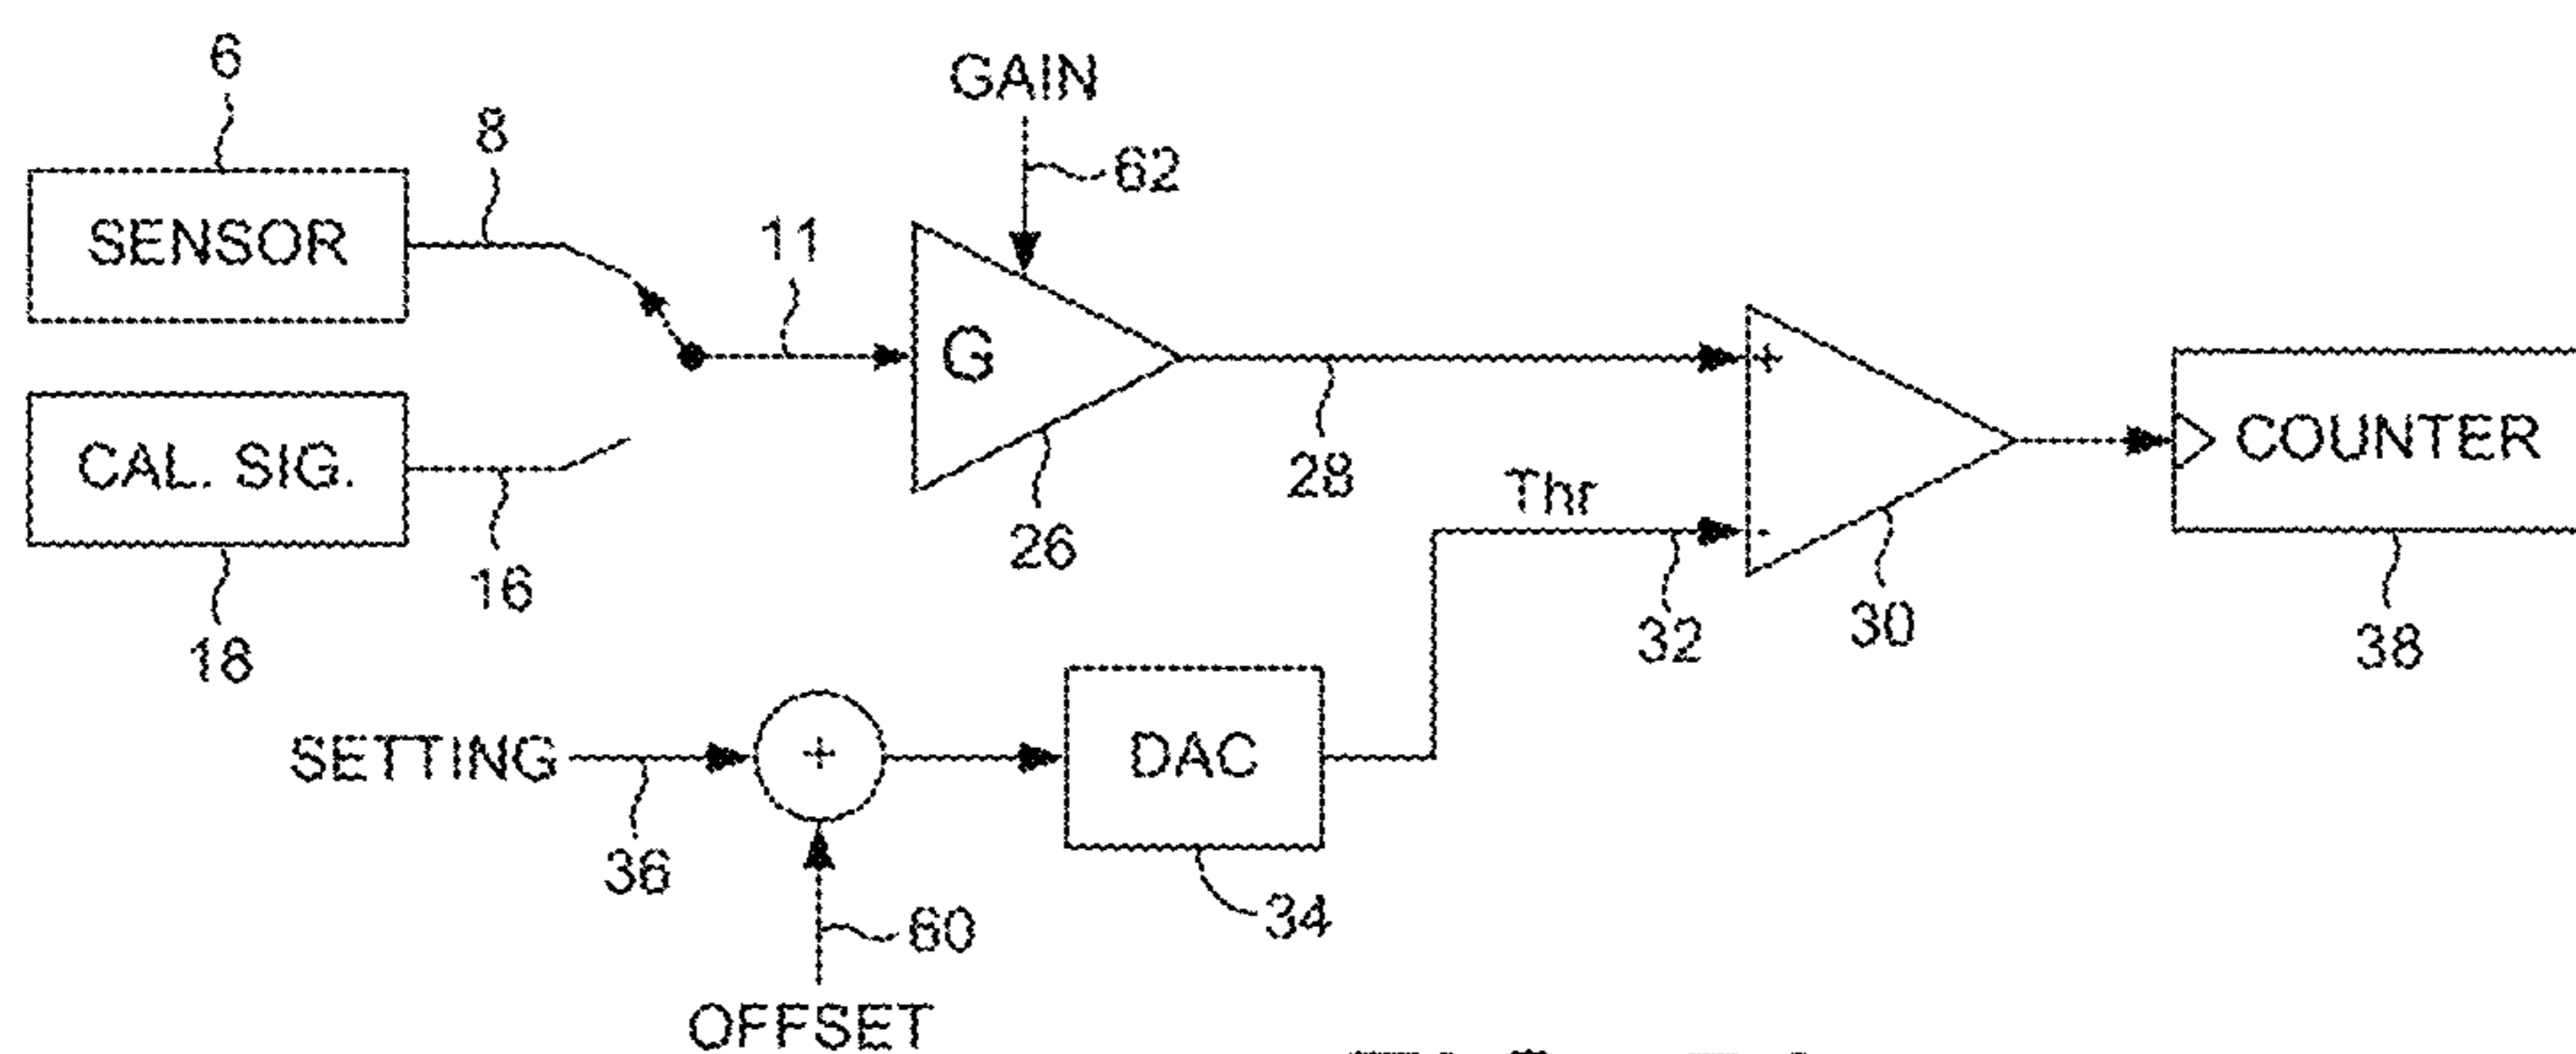 6
GAIN
8
62
SENSOR
11
G
+
COUNTER
CAL. SIG.
28
Thr
26
-
16
18
32
30
38
SETTING
+
DAC
36
60
34
OFFSET